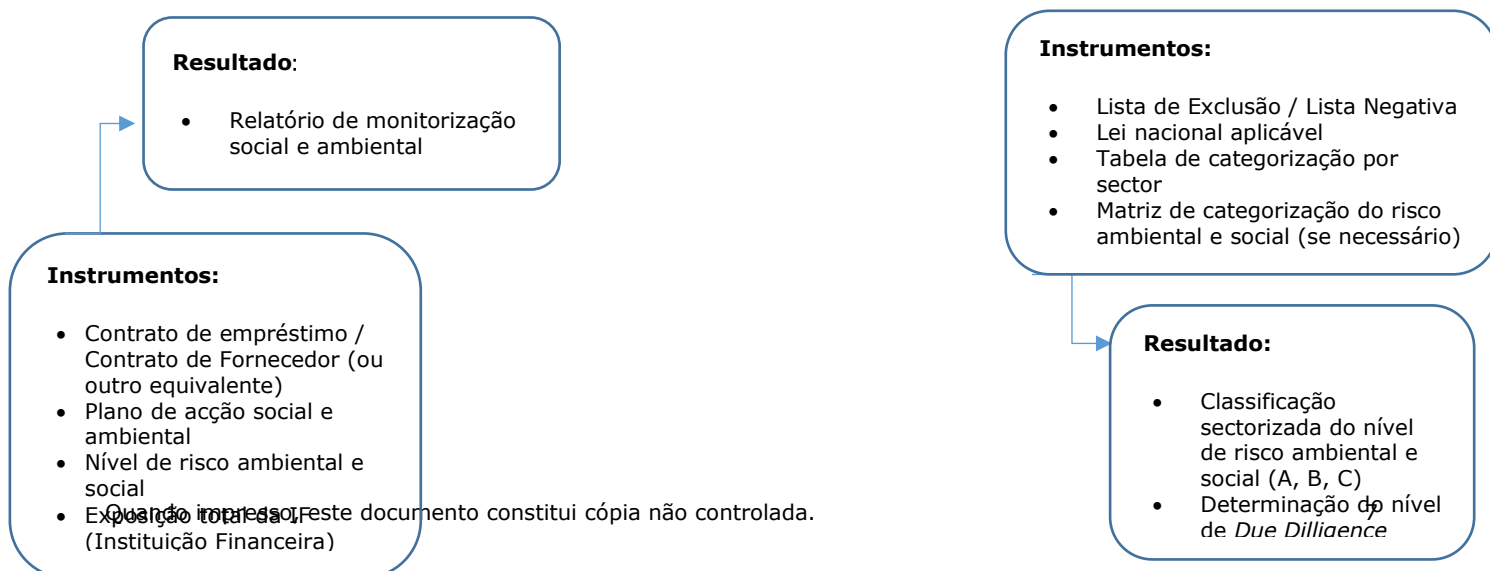 Resultado:
• Relatório de monitorização
social e ambiental
Instrumentos:
• Contrato de empréstimo /
Contrato de Fornecedor (ou
outro equivalente)
• Plano de acção social e
ambiental
• Nível de risco ambiental e
social
• Exposição total da IF
(Instituição Financeira)
Instrumentos:
• Lista de Exclusão / Lista Negativa
• Lei nacional aplicável
• Tabela de categorização por
sector
• Matriz de categorização do risco
ambiental e social (se necessário)
Resultado:
• Classificação
sectorizada do nível
de risco ambiental e
social (A, B, C)
• Determinação do nível
de Due Dilligence
Quando impresso, este documento constitui cópia não controlada.
7